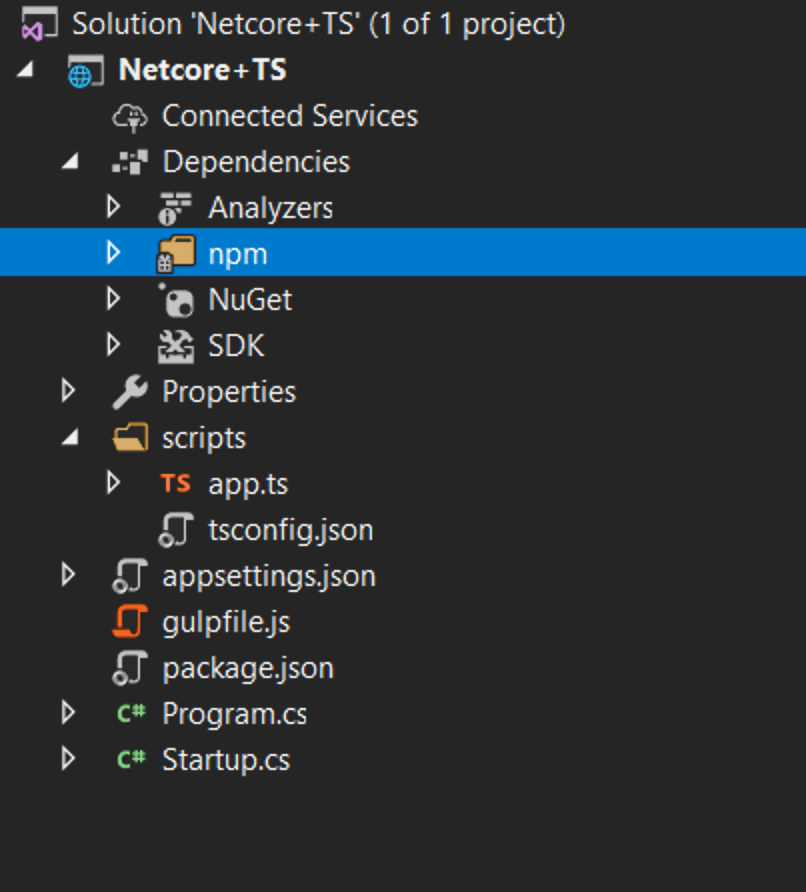 Solution 'Netcore+TS' (1 of 1 project)
Netcore+TS
Connected Services
Dependencies
Analyzers
npm
NuGet
SDK
Properties
scripts
TS app.ts
tsconfig.json
appsettings.json
gulpfile.js
package.json
C# Program.cs
C# Startup.cs